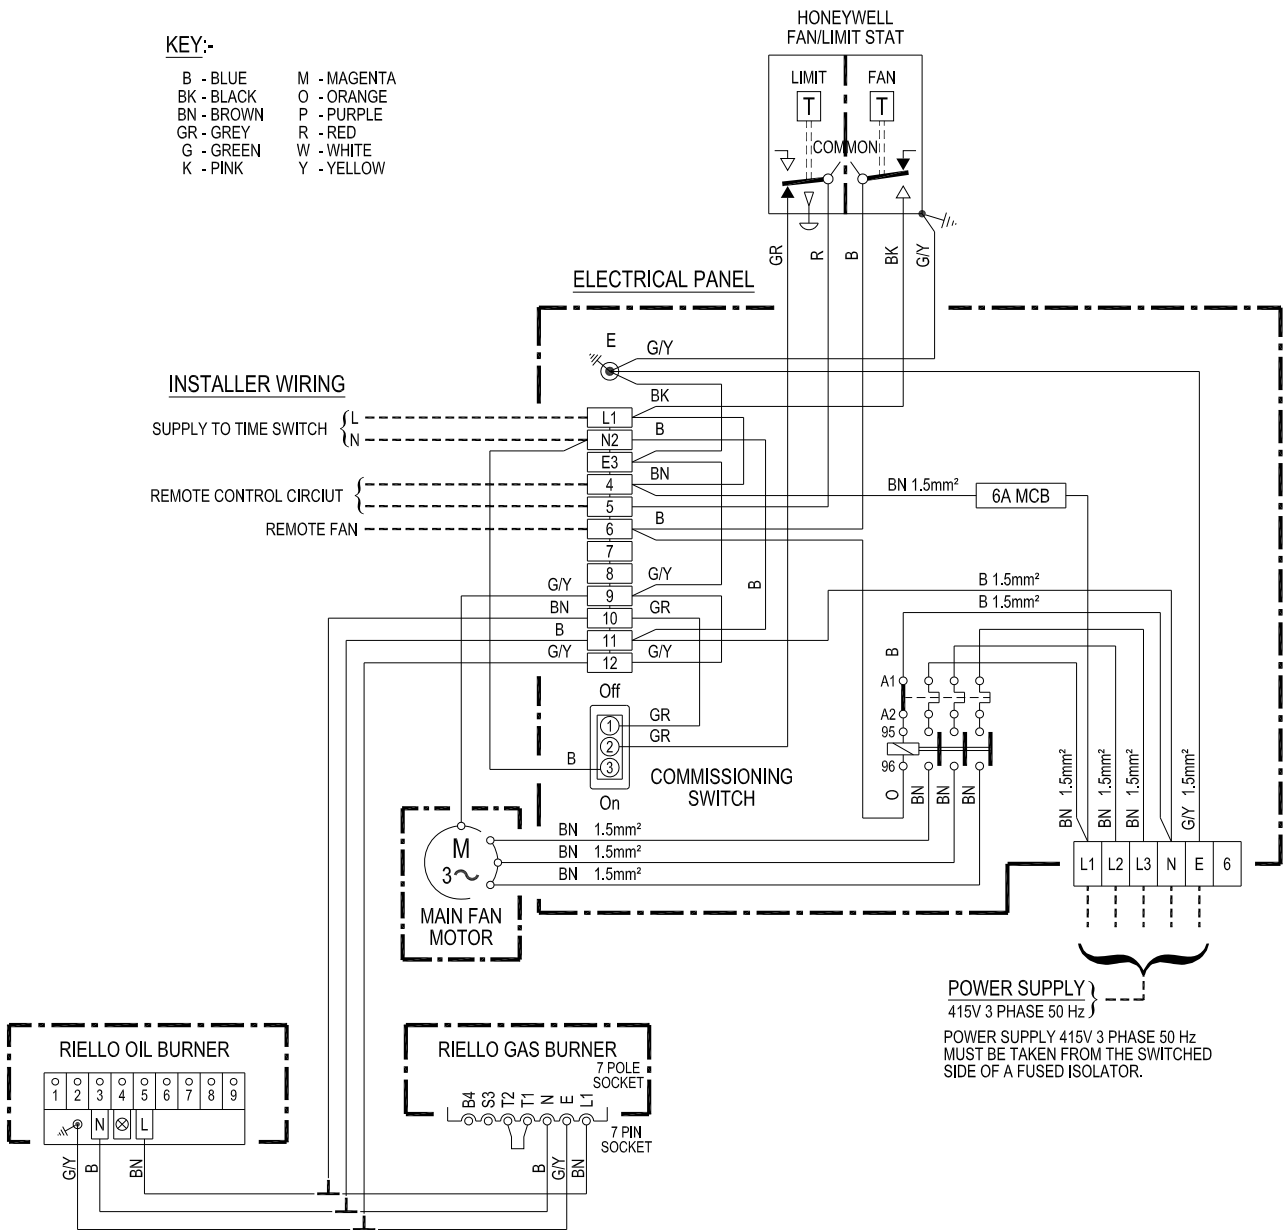 HONEYWELL
FAN/LIMIT STAT
KEY:-
B - BLUE
BK - BLACK
BN - BROWN
GR - GREY
G - GREEN
K - PINK
M - MAGENTA
O - ORANGE
P - PURPLE
R - RED
W - WHITE
Y - YELLOW
LIMIT
FAN
T
T
COMMON
GR
R
B
BK
G/Y
ELECTRICAL PANEL
E
G/Y
INSTALLER WIRING
BK
SUPPLY TO TIME SWITCH { L
N
L1
B
N2
E3
BN
REMOTE CONTROL CIRCIUT {
4
5
BN 1.5mm²
6A MCB
REMOTE FAN
6
B
7
8
G/Y
G/Y
9
BN
10
GR
B
11
G/Y
12
G/Y
B
B 1.5mm²
B 1.5mm²
B
A1
A2
95
96
O
BN
BN
BN
Off
1
GR
2
GR
3
B
On
COMMISSIONING
SWITCH
BN 1.5mm²
BN 1.5mm²
BN 1.5mm²
BN 1.5mm²
BN 1.5mm²
BN 1.5mm²
G/Y 1.5mm²
M
3~
MAIN FAN
MOTOR
L1 L2 L3 N E 6
POWER SUPPLY
415V 3 PHASE 50 Hz
POWER SUPPLY 415V 3 PHASE 50 Hz
MUST BE TAKEN FROM THE SWITCHED
SIDE OF A FUSED ISOLATOR.
RIELLO OIL BURNER
1 2 3 4 5 6 7 8 9
N L
G/Y
B
BN
RIELLO GAS BURNER
7 POLE
SOCKET
B4 S3 T2 T1 N E L1
7 PIN
SOCKET
B
G/Y
BN